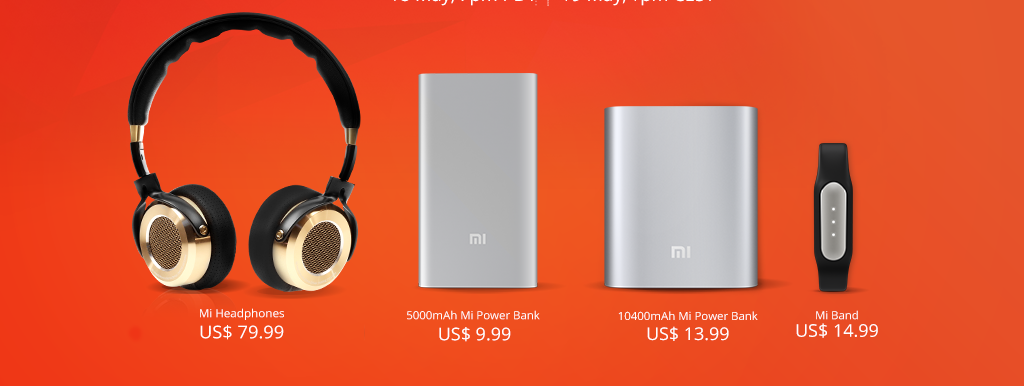 Mi Headphones
US$ 79.99
mi
5000mAh Mi Power Bank
US$ 9.99
mi
10400mAh Mi Power Bank
US$ 13.99
Mi Band
US$ 14.99